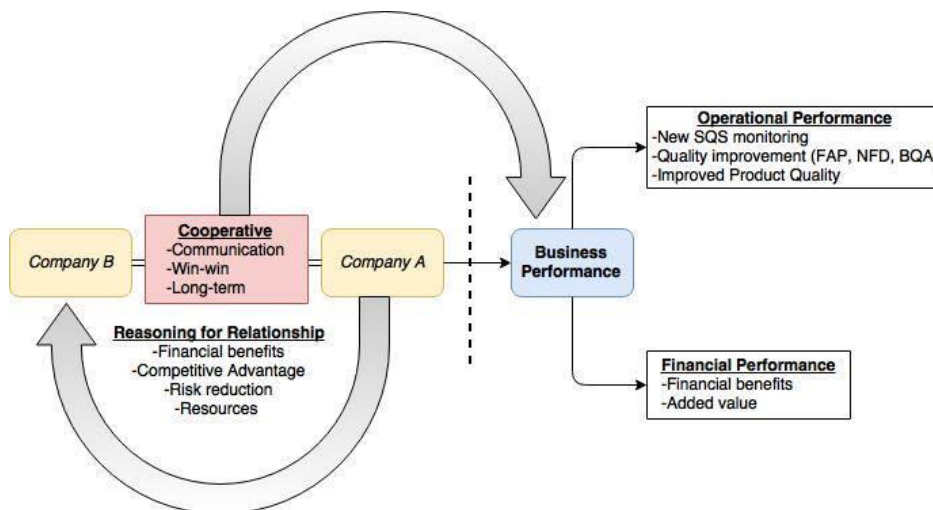 Operational Performance
-New SQS monitoring
-Quality improvement (FAP, NFD, BQA
-Improved Product Quality
Cooperative
-Communication
-Win-win
-Long-term
Company B
Company A
Business
Performance
Reasoning for Relationship
-Financial benefits
-Competitive Advantage
-Risk reduction
-Resources
Financial Performance
-Financial benefits
-Added value